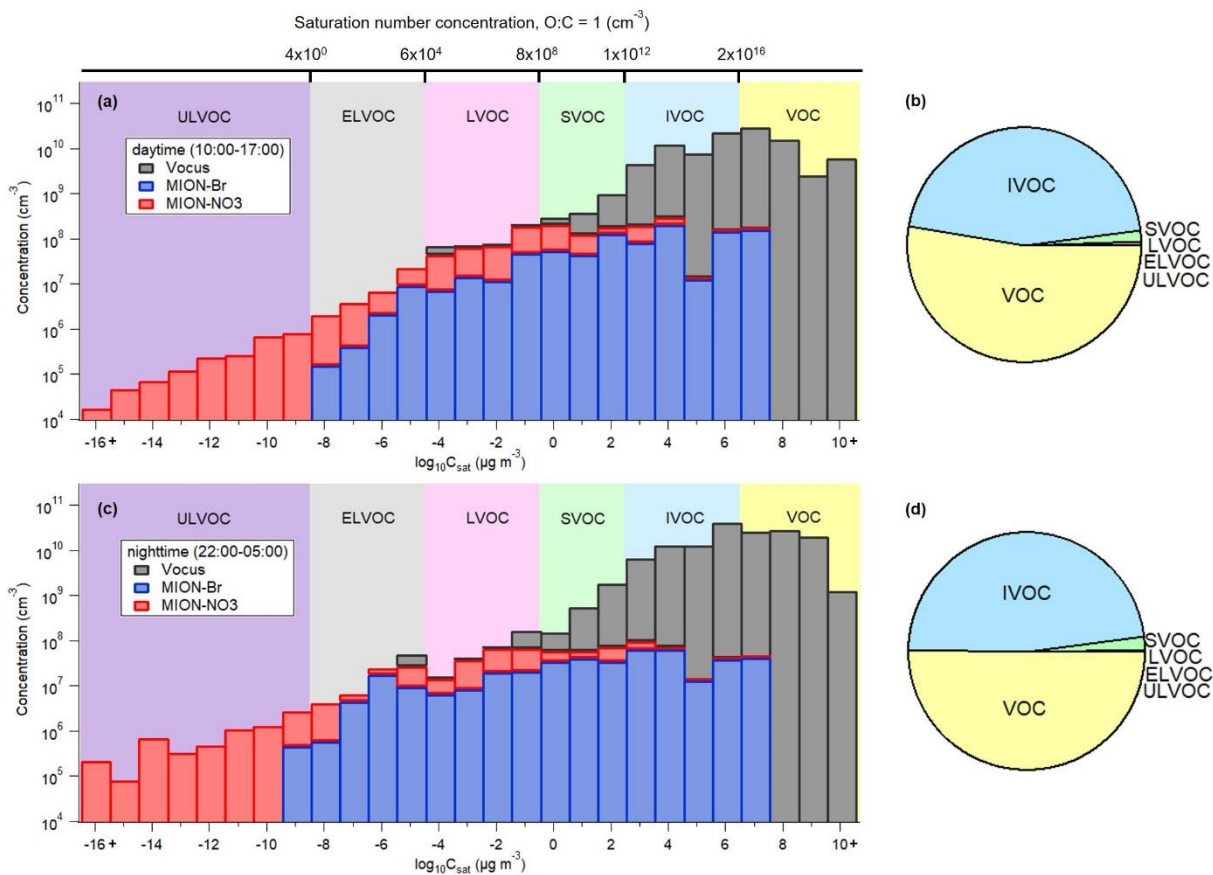 Saturation number concentration, O:C = 1 (cm⁻³)
4x10⁰ 6x10⁴ 8x10⁸ 1x10¹² 2x10¹⁶
(a) ULVOC ELVOC LVOC SVOC IVOC VOC
daytime (10:00-17:00)
Vocus
MION-Br
MION-NO3
Concentration (cm⁻³)
10¹¹
10¹⁰
10⁹
10⁸
10⁷
10⁶
10⁵
10⁴
-16+ -14 -12 -10 -8 -6 -4 -2 0 2 4 6 8 10+
log₁₀C_sat (µg m⁻³)
(b)
IVOC
SVOC
LVOC
ELVOC
ULVOC
VOC
(c) ULVOC ELVOC LVOC SVOC IVOC VOC
nighttime (22:00-05:00)
Vocus
MION-Br
MION-NO3
Concentration (cm⁻³)
10¹¹
10¹⁰
10⁹
10⁸
10⁷
10⁶
10⁵
10⁴
-16+ -14 -12 -10 -8 -6 -4 -2 0 2 4 6 8 10+
log₁₀C_sat (µg m⁻³)
(d)
IVOC
SVOC
LVOC
ELVOC
ULVOC
VOC